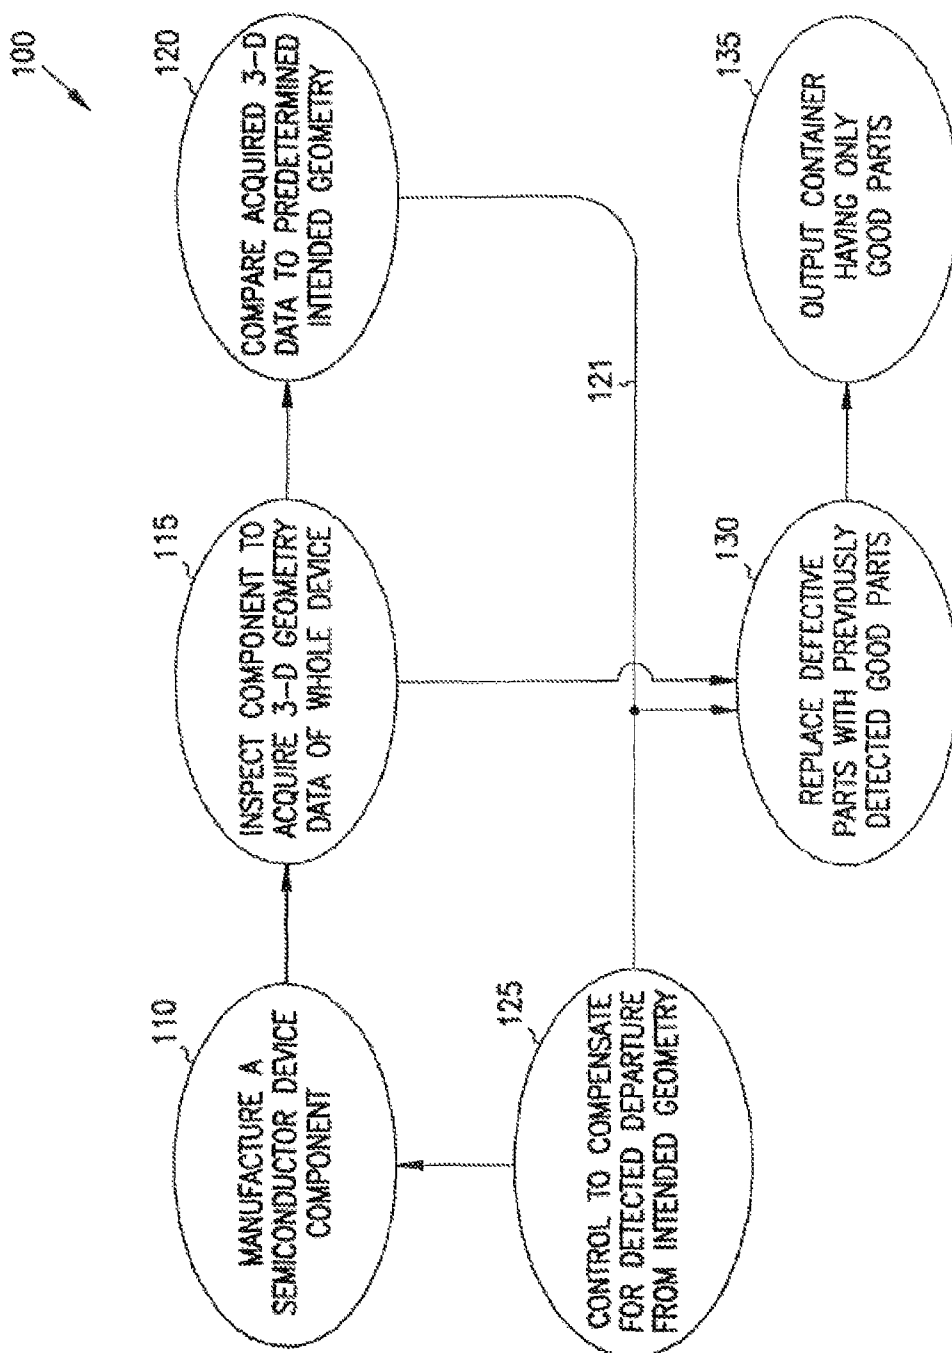 100
110
MANUFACTURE A
SEMICONDUCTOR DEVICE
COMPONENT
115
INSPECT COMPONENT TO
ACQUIRE 3-D GEOMETRY
DATA OF WHOLE DEVICE
120
COMPARE ACQUIRED 3-D
DATA TO PREDETERMINED
INTENDED GEOMETRY
121
125
CONTROL TO COMPENSATE
FOR DETECTED DEPARTURE
FROM INTENDED GEOMETRY
130
REPLACE DEFECTIVE
PARTS WITH PREVIOUSLY
DETECTED GOOD PARTS
135
OUTPUT CONTAINER
HAVING ONLY
GOOD PARTS